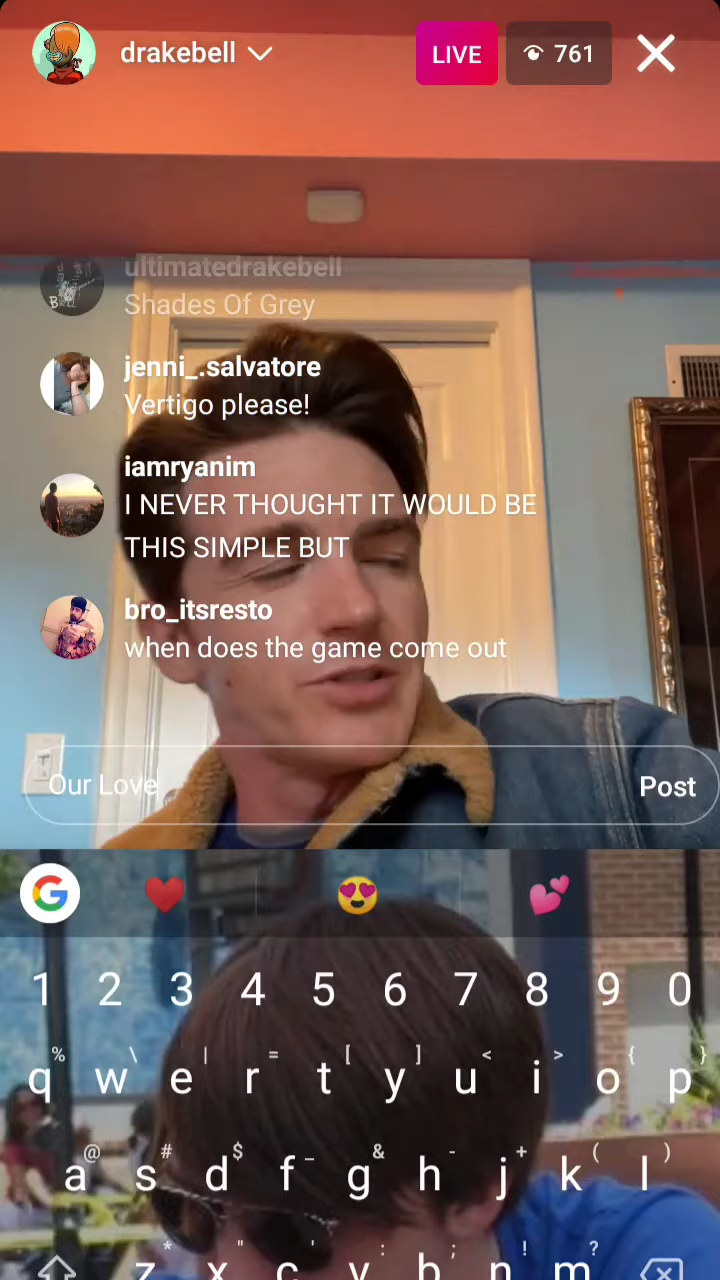 drakebell
LIVE
761
ultimatedrakebell
Shades Of Grey
jenni_.salvatore
Vertigo please!
iamryanim
I NEVER THOUGHT IT WOULD BE
THIS SIMPLE BUT
bro_itsresto
when does the game come out
Our Love
Post
G
1 2 3 4 5 6 7 8 9 0
% \ | = [ ] < > { }
q w e r t y u i o p
@ # $ _ & - + ( )
a s d f g h j k l
* " ' : ; ! ?
z x c v b n m